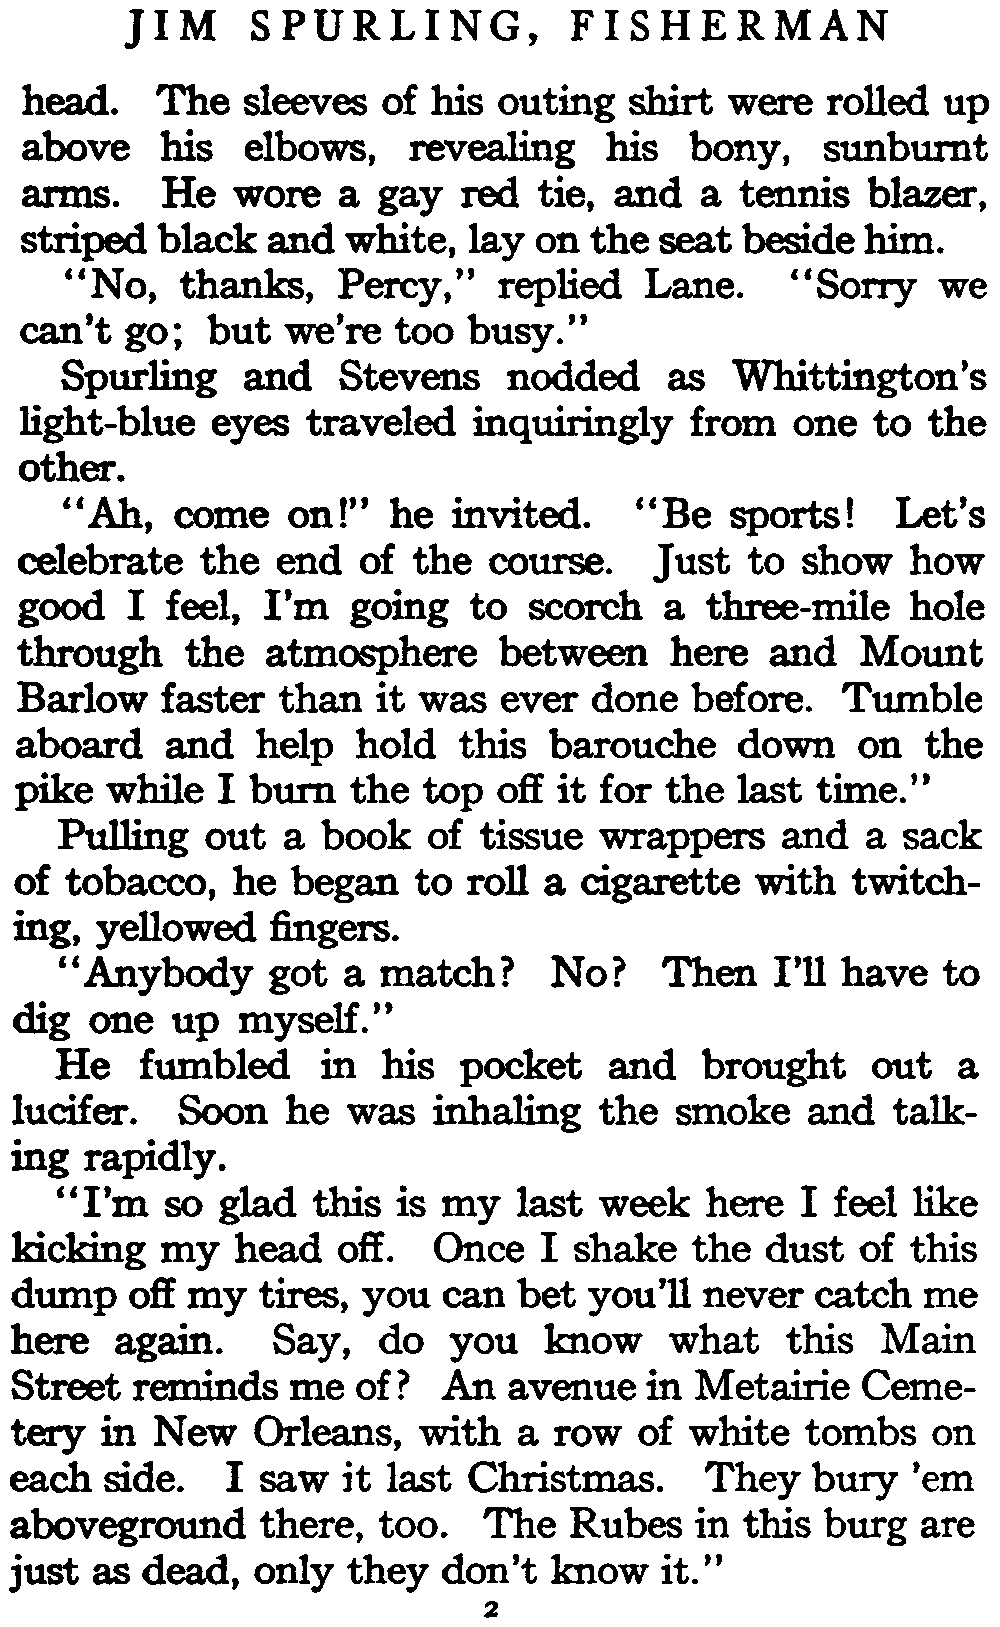 JIM SPURLING, FISHERMAN
head. The sleeves of his outing shirt were rolled up
above his elbows, revealing his bony, sunburnt
arms. He wore a gay red tie, and a tennis blazer,
striped black and white, lay on the seat beside him.
"No, thanks, Percy," replied Lane. "Sorry we
can't go; but we're too busy."
Spurling and Stevens nodded as Whittington's
light-blue eyes traveled inquiringly from one to the
other.
"Ah, come on!" he invited. "Be sports! Let's
celebrate the end of the course. Just to show how
good I feel, I'm going to scorch a three-mile hole
through the atmosphere between here and Mount
Barlow faster than it was ever done before. Tumble
aboard and help hold this barouche down on the
pike while I burn the top off it for the last time."
Pulling out a book of tissue wrappers and a sack
of tobacco, he began to roll a cigarette with twitch-
ing, yellowed fingers.
"Anybody got a match? No? Then I'll have to
dig one up myself."
He fumbled in his pocket and brought out a
lucifer. Soon he was inhaling the smoke and talk-
ing rapidly.
"I'm so glad this is my last week here I feel like
kicking my head off. Once I shake the dust of this
dump off my tires, you can bet you'll never catch me
here again. Say, do you know what this Main
Street reminds me of? An avenue in Metairie Ceme-
tery in New Orleans, with a row of white tombs on
each side. I saw it last Christmas. They bury 'em
aboveground there, too. The Rubes in this burg are
just as dead, only they don't know it."
2